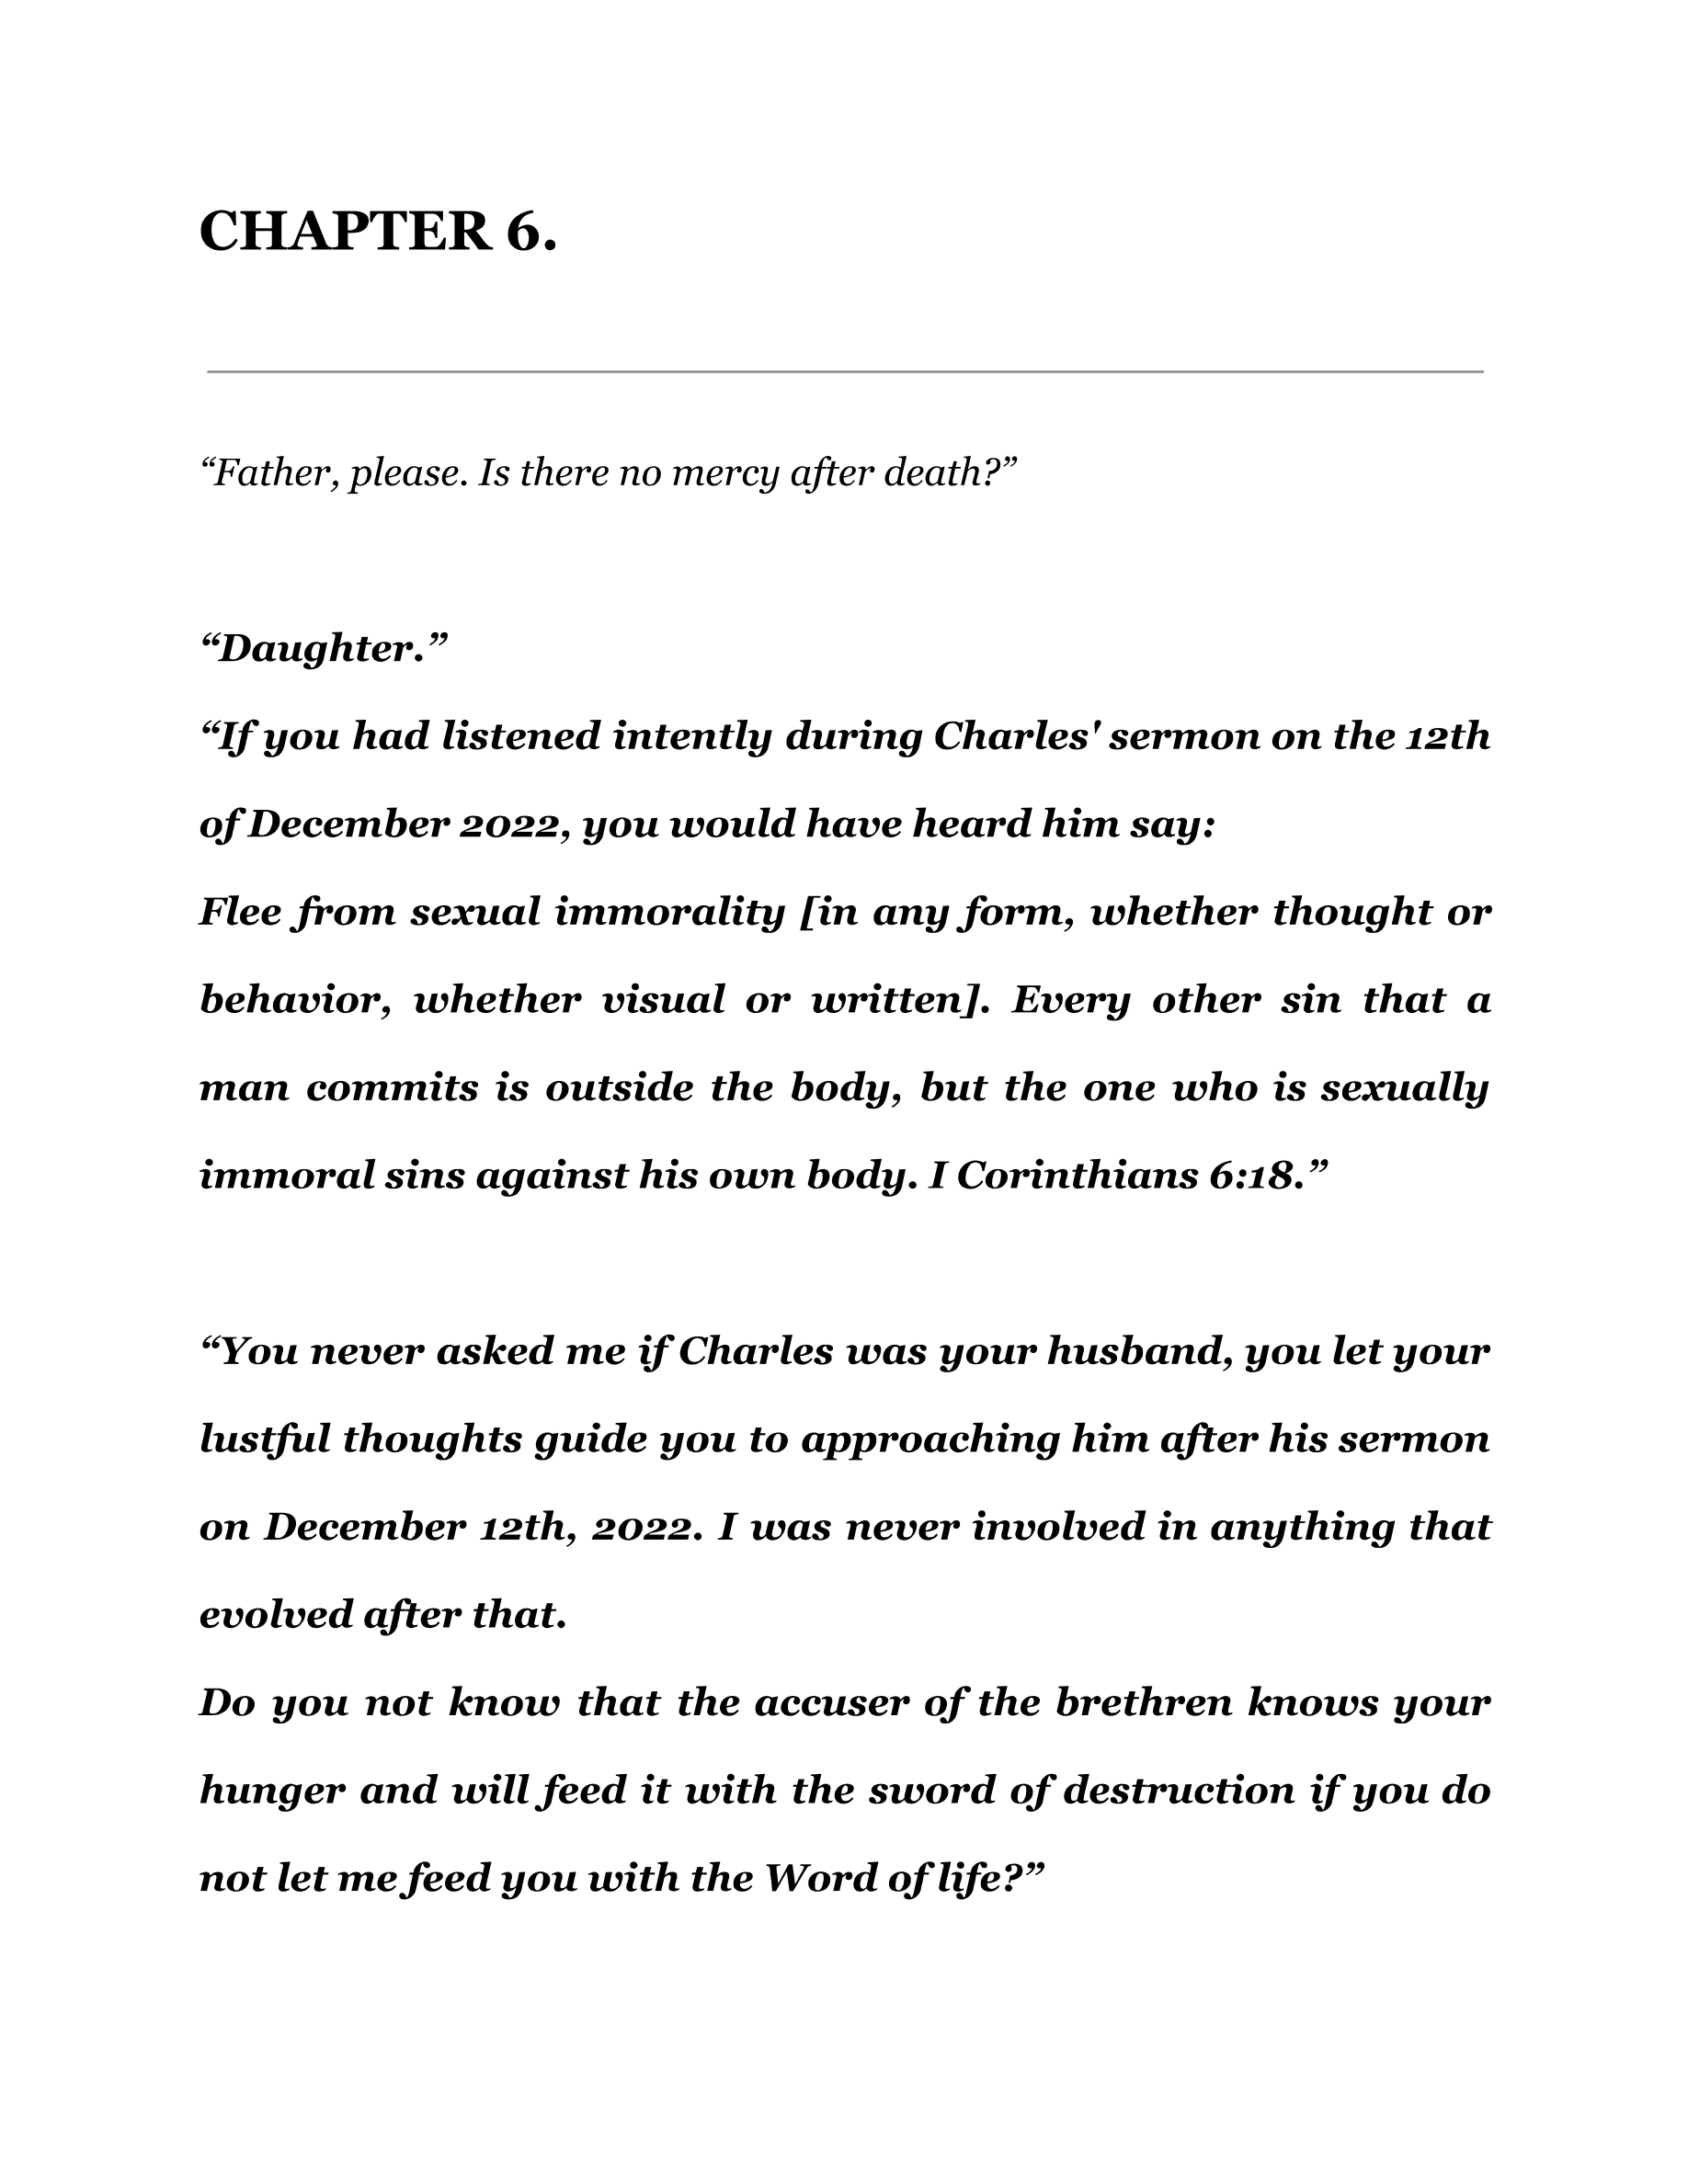 CHAPTER 6.
“Father, please. Is there no mercy after death?”
“Daughter.”
“If you had listened intently during Charles' sermon on the 12th
of December 2022, you would have heard him say:
Flee from sexual immorality [in any form, whether thought or
behavior, whether visual or written]. Every other sin that a
man commits is outside the body, but the one who is sexually
immoral sins against his own body. I Corinthians 6:18.”
“You never asked me if Charles was your husband, you let your
lustful thoughts guide you to approaching him after his sermon
on December 12th, 2022. I was never involved in anything that
evolved after that.
Do you not know that the accuser of the brethren knows your
hunger and will feed it with the sword of destruction if you do
not let me feed you with the Word of life?”